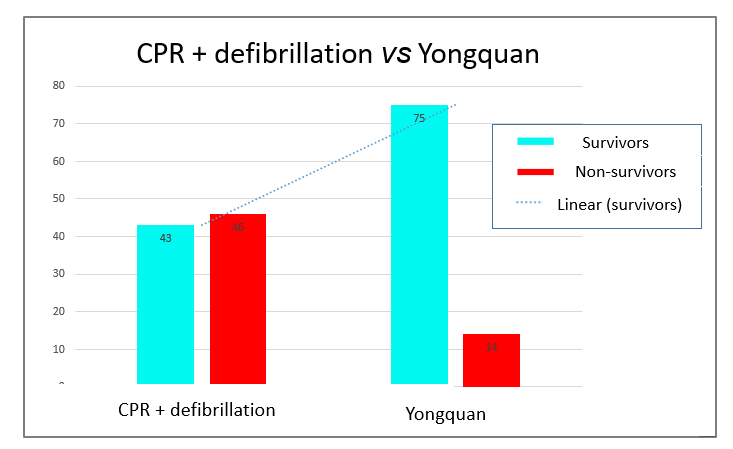 CPR + defibrillation vs Yongquan
80
70
60
50
40
30
20
10
43
46
75
14
Survivors
Non-survivors
Linear (survivors)
CPR + defibrillation
Yongquan